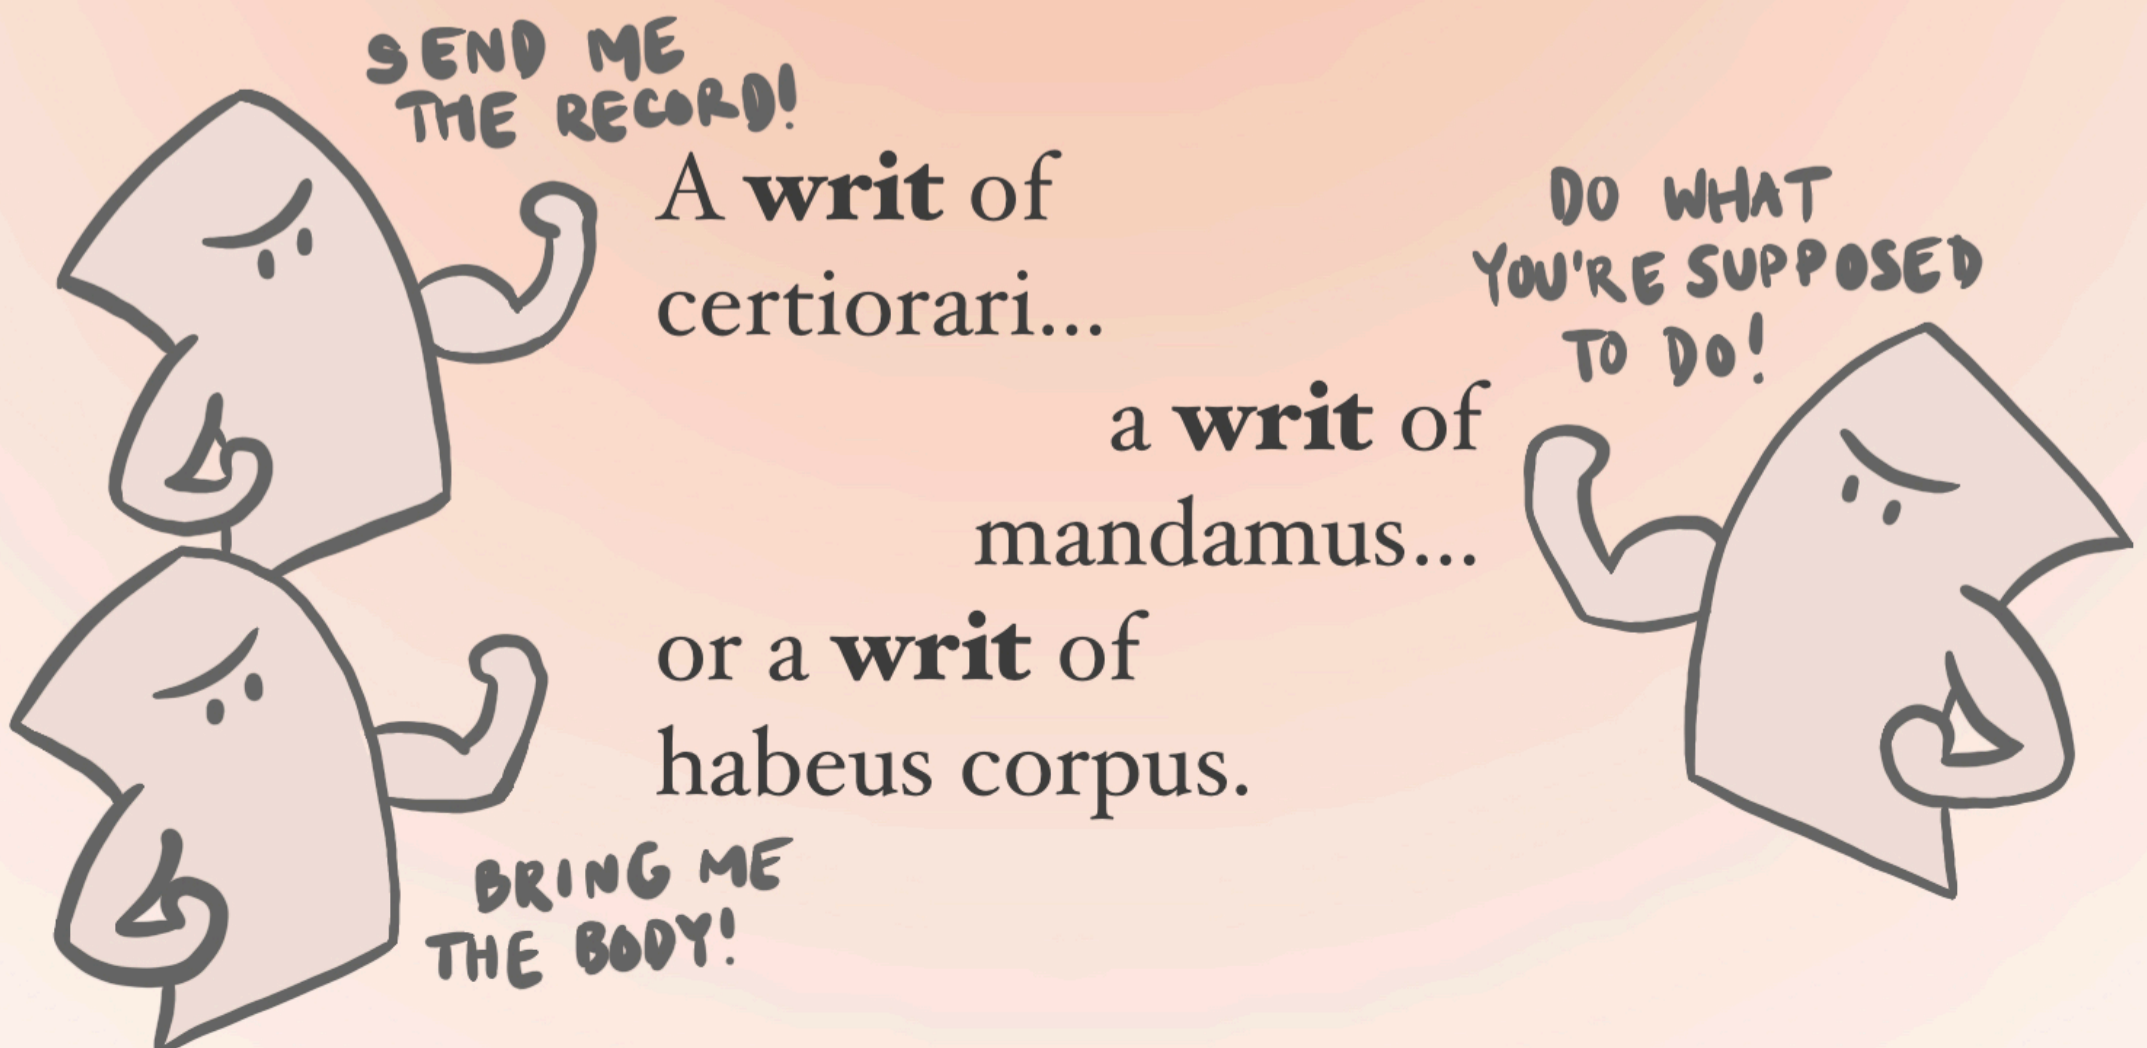 SEND ME
THE RECORD!
A writ of
certiorari...
DO WHAT
YOU'RE SUPPOSED
TO DO!
a writ of
mandamus...
or a writ of
habeus corpus.
BRING ME
THE BODY!